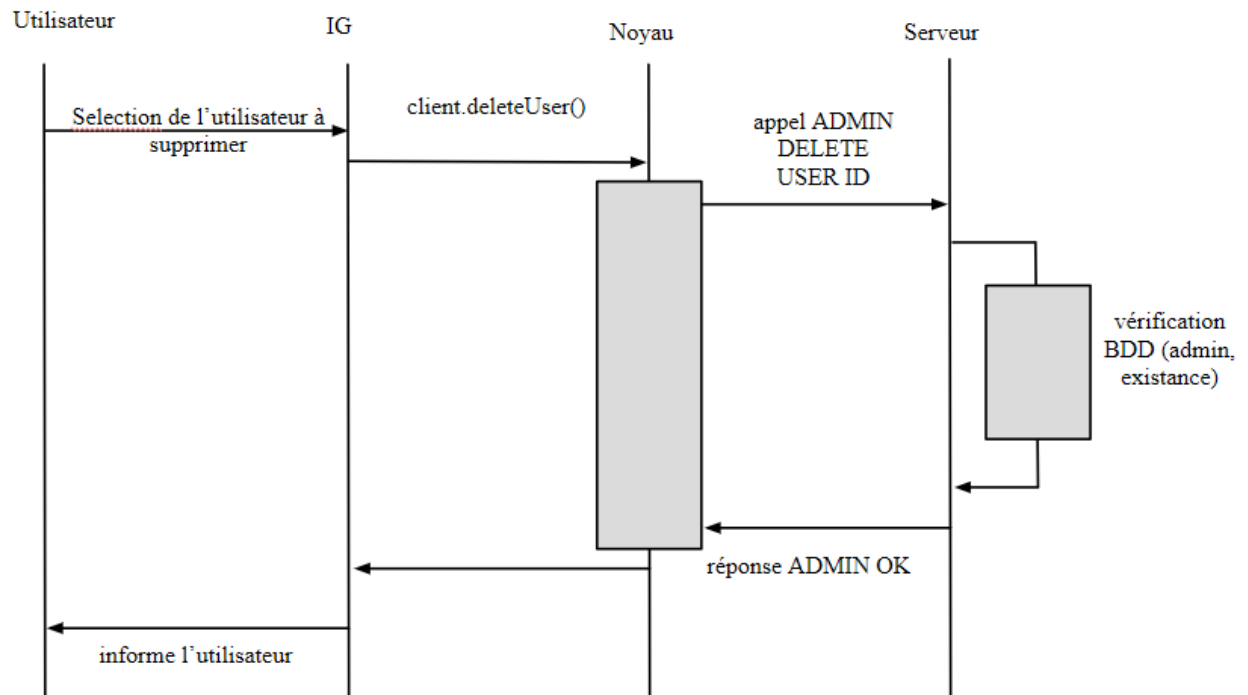 Utilisateur
IG
Noyau
Serveur
Selection de l'utilisateur à
supprimer
client.deleteUser()
appel ADMIN
DELETE
USER ID
vérification
BDD (admin,
existance)
réponse ADMIN OK
informe l'utilisateur